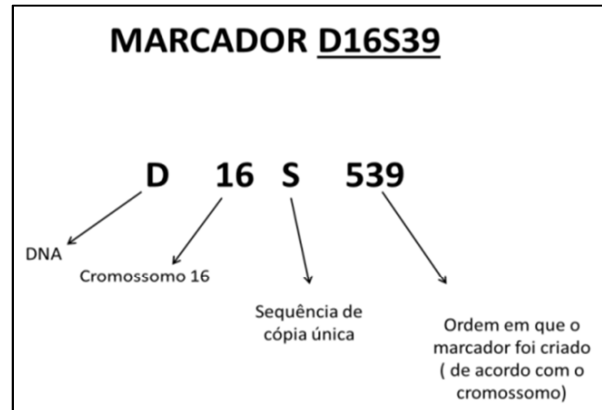 MARCADOR D16S39
D 16 S 539
DNA
Cromossomo 16
Sequência de
cópia única
Ordem em que o
marcador foi criado
( de acordo com o
cromossomo)